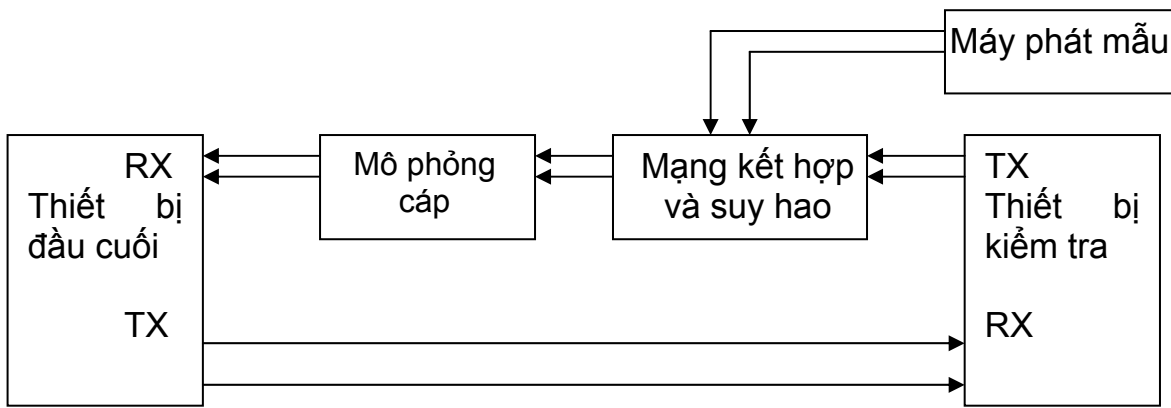 Máy phát mẫu
RX
Thiết bị
đầu cuối
TX
Mô phỏng
cáp
Mạng kết hợp
và suy hao
TX
Thiết bị
kiểm tra
RX